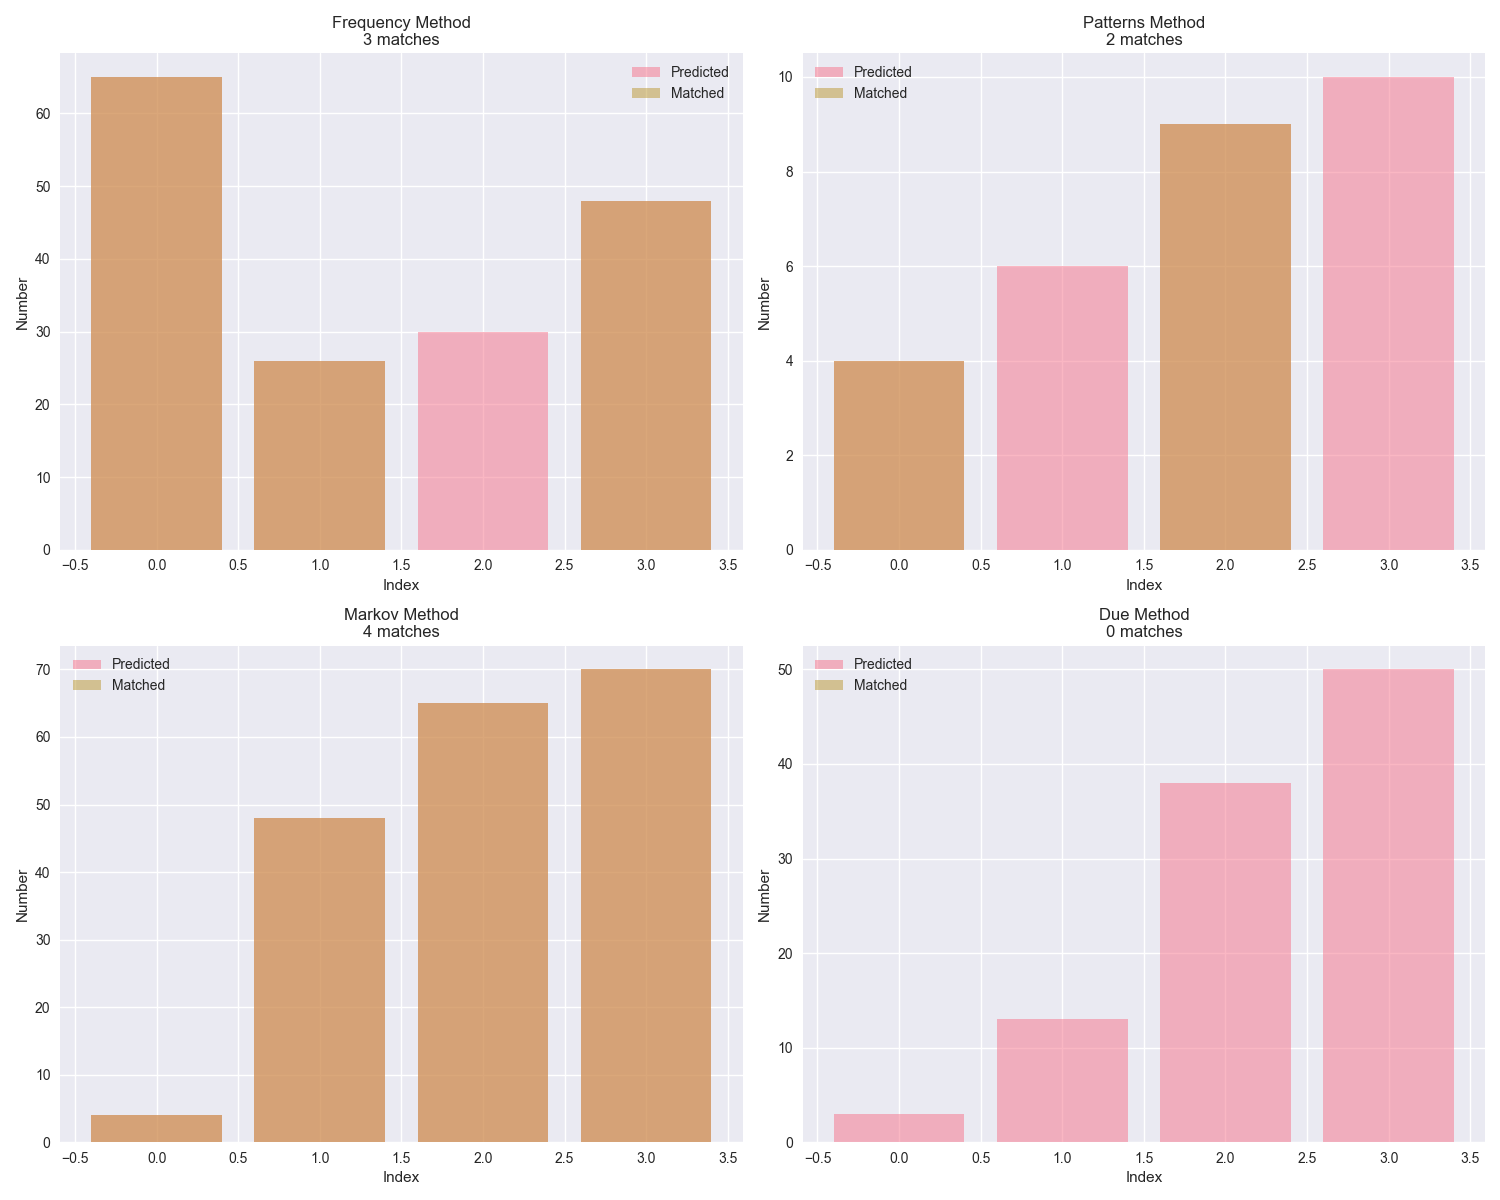 Frequency Method
3 matches
Predicted
Matched
Number
60
50
40
30
20
10
0
−0.5 0.0 0.5 1.0 1.5 2.0 2.5 3.0 3.5
Index
Patterns Method
2 matches
Predicted
Matched
Number
10
8
6
4
2
0
−0.5 0.0 0.5 1.0 1.5 2.0 2.5 3.0 3.5
Index
Markov Method
4 matches
Predicted
Matched
Number
70
60
50
40
30
20
10
0
−0.5 0.0 0.5 1.0 1.5 2.0 2.5 3.0 3.5
Index
Due Method
0 matches
Predicted
Matched
Number
50
40
30
20
10
0
−0.5 0.0 0.5 1.0 1.5 2.0 2.5 3.0 3.5
Index